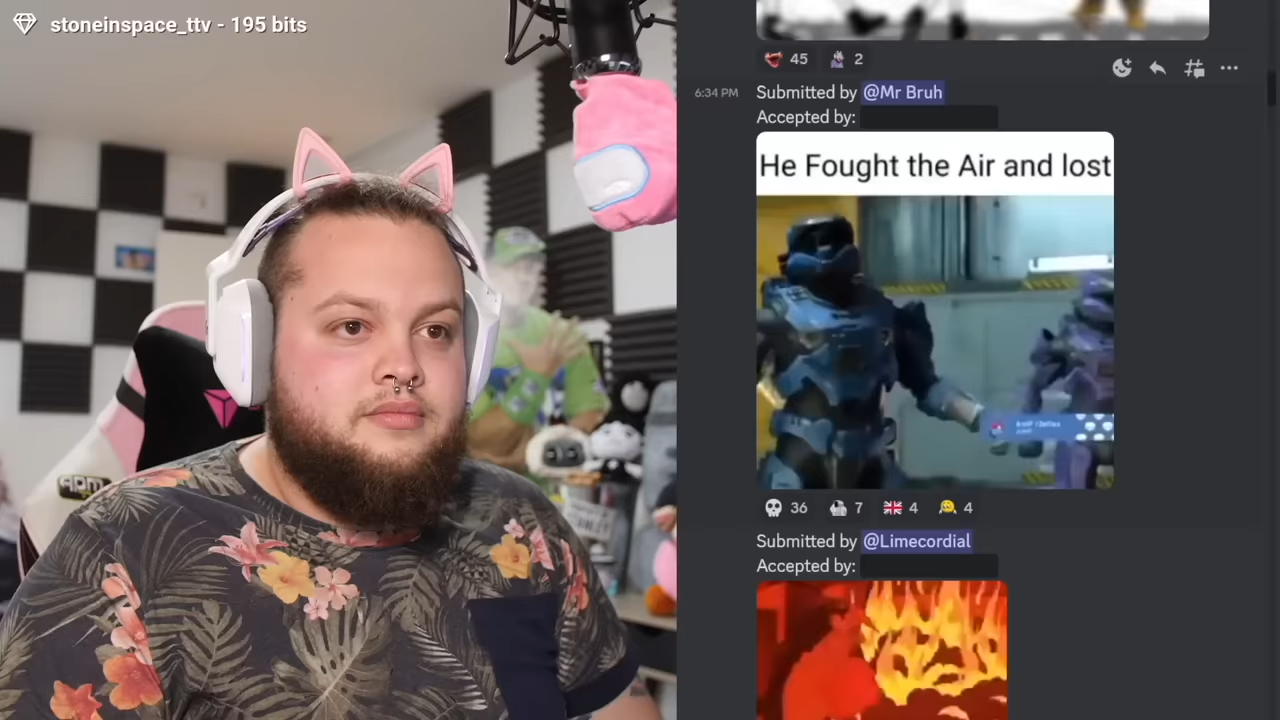 stoneinspace_ttv - 195 bits
45
2
6:34 PM
Submitted by @Mr Bruh
Accepted by:
He Fought the Air and lost
36
7
4
4
Submitted by @Limecordial
Accepted by: